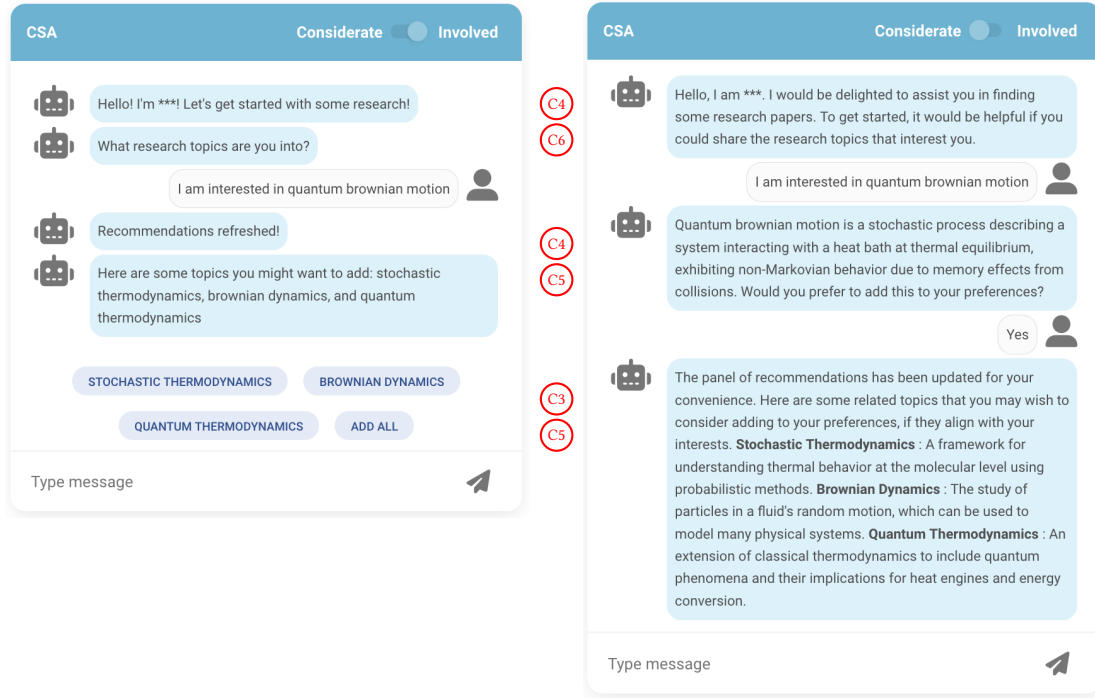 CSA
Considerate
Involved
Hello! I'm ***! Let's get started with some research!
What research topics are you into?
I am interested in quantum brownian motion
Recommendations refreshed!
Here are some topics you might want to add: stochastic
thermodynamics, brownian dynamics, and quantum
thermodynamics
STOCHASTIC THERMODYNAMICS
BROWNIAN DYNAMICS
QUANTUM THERMODYNAMICS
ADD ALL
Type message
C4
C6
C4
C5
C3
C5
CSA
Considerate
Involved
Hello, I am ***. I would be delighted to assist you in finding
some research papers. To get started, it would be helpful if you
could share the research topics that interest you.
I am interested in quantum brownian motion
Quantum brownian motion is a stochastic process describing a
system interacting with a heat bath at thermal equilibrium,
exhibiting non-Markovian behavior due to memory effects from
collisions. Would you prefer to add this to your preferences?
Yes
The panel of recommendations has been updated for your
convenience. Here are some related topics that you may wish to
consider adding to your preferences, if they align with your
interests. Stochastic Thermodynamics : A framework for
understanding thermal behavior at the molecular level using
probabilistic methods. Brownian Dynamics : The study of
particles in a fluid's random motion, which can be used to
model many physical systems. Quantum Thermodynamics : An
extension of classical thermodynamics to include quantum
phenomena and their implications for heat engines and energy
conversion.
Type message